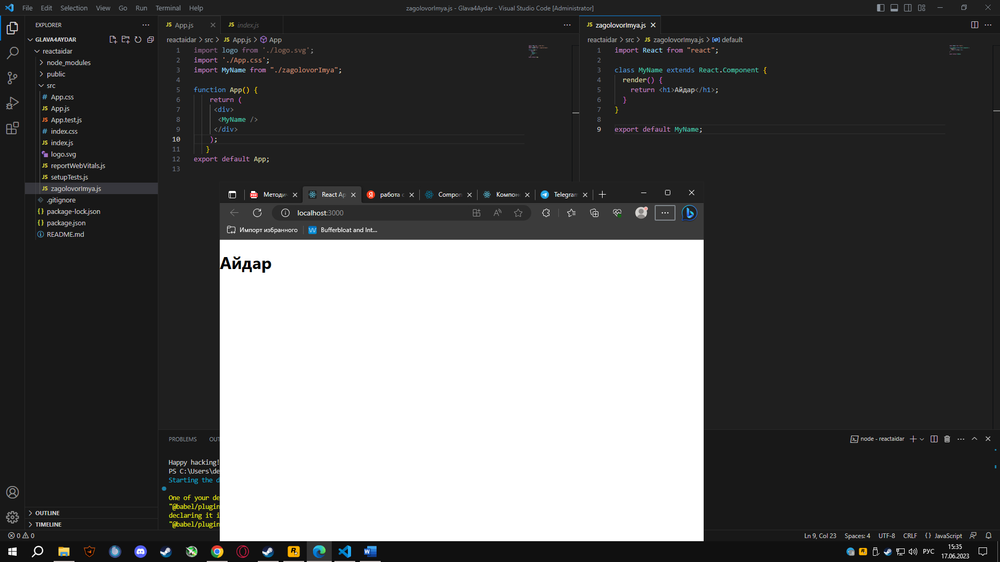 File Edit Selection View Go Run Terminal Help
zagolovorImya.js - Glava4Aydar - Visual Studio Code [Administrator]
EXPLORER
GLAVA4AYDAR
reactaidar
node_modules
public
src
App.css
App.js
App.test.js
index.css
index.js
logo.svg
reportWebVitals.js
setupTests.js
zagolovorImya.js
.gitignore
package-lock.json
package.json
README.md
OUTLINE
TIMELINE
App.js
index.js
reactaidar > src > JS App.js > App
1 import logo from './logo.svg';
2 import './App.css';
3 import MyName from "./zagolovorImya";
4
5 function App() {
6 return (
7 <div>
8 <MyName />
9 </div>
10 );
11 }
12 export default App;
13
zagolovorImya.js
reactaidar > src > JS zagolovorImya.js > default
1 import React from "react";
2
3 class MyName extends React.Component {
4 render() {
5 return <h1>Айдар</h1>;
6 }
7 }
8
9 export default MyName;
Методич React Ap работа с Compon Компон Telegram
localhost:3000
Импорт избранного
Bufferbloat and Int...
Айдар
PROBLEMS OUT
node - reactaidar
Happy hacking!
PS C:\Users\de
Starting the d
One of your de
"@babel/plugin
declaring it i
"@babel/plugin
0 0
Ln 9, Col 23 Spaces: 4 UTF-8 CRLF {} JavaScript
РУС
15:35
17.06.2023